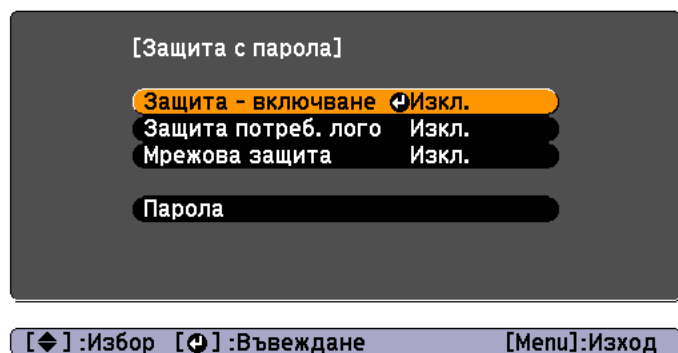 [Защита с парола]
Защита - включване Изкл.
Защита потреб. лого Изкл.
Мрежова защита Изкл.
Парола
[ ] :Избор [ ] :Въвеждане [Menu]:Изход